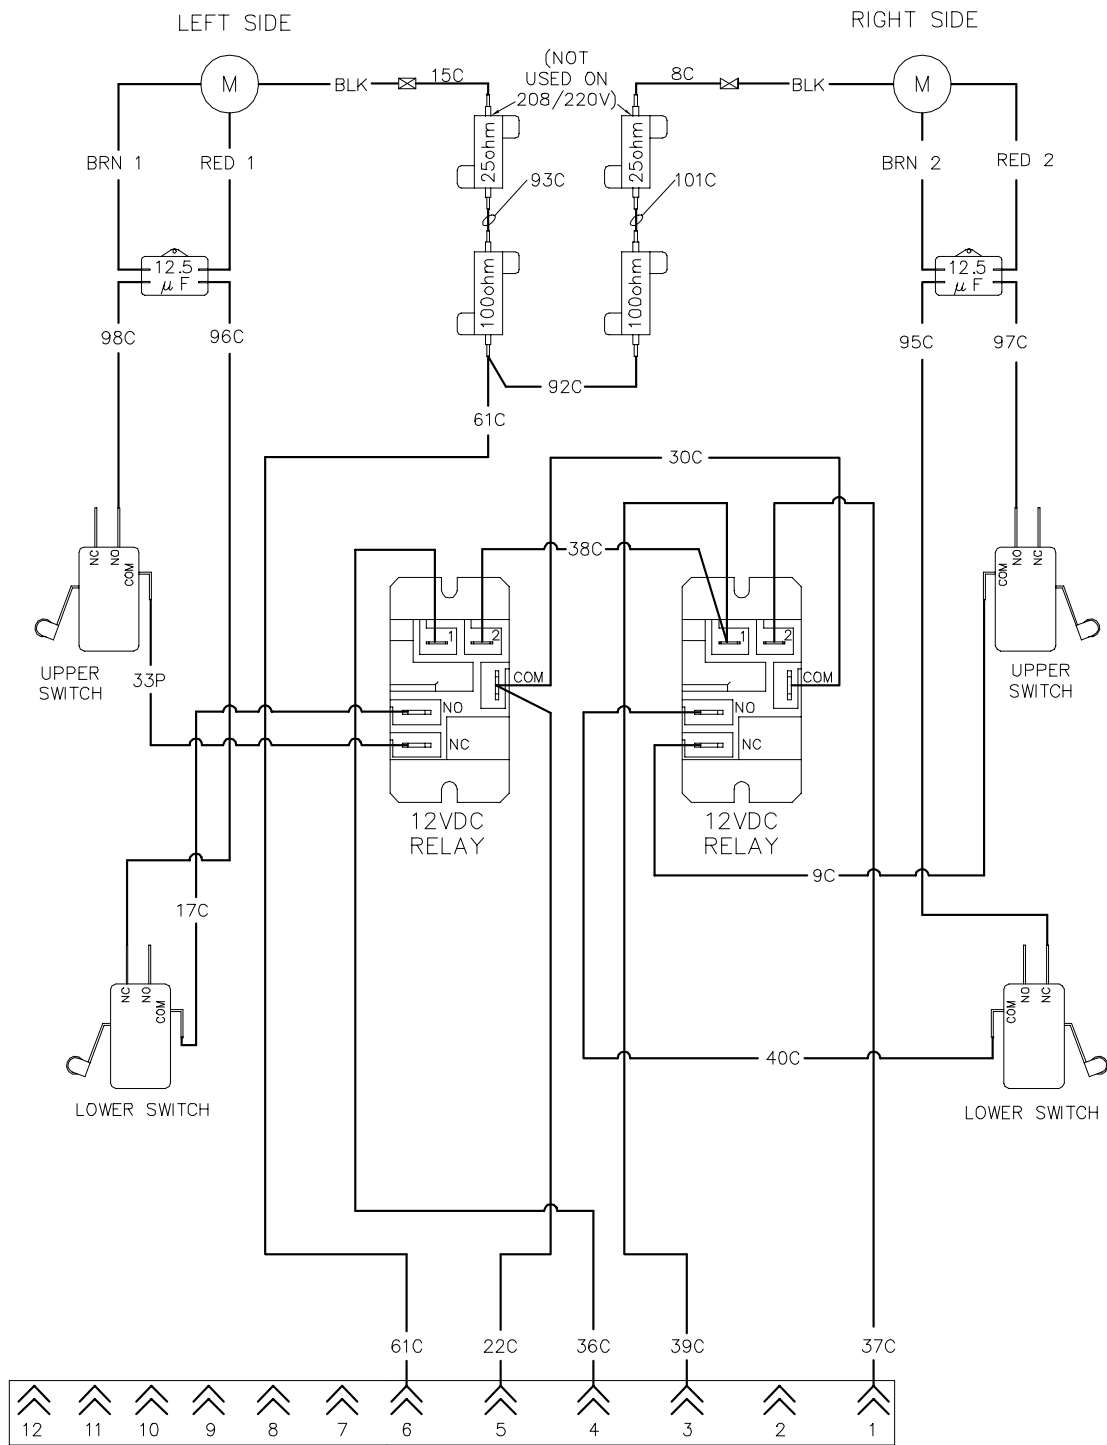 LEFT SIDE
RIGHT SIDE
M
BLK
15C
(NOT
USED ON
208/220V)
8C
BLK
M
BRN 1
RED 1
25ohm
25ohm
BRN 2
RED 2
93C
101C
12.5
µF
100ohm
100ohm
12.5
µF
98C
96C
95C
97C
92C
61C
30C
38C
NC
NO
COM
NO
NC
COM
UPPER
SWITCH
33P
1
2
COM
NO
NC
12VDC
RELAY
1
2
COM
NO
NC
12VDC
RELAY
UPPER
SWITCH
9C
17C
NC
NO
COM
LOWER SWITCH
40C
COM
NO
NC
LOWER SWITCH
61C
22C
36C
39C
37C
12
11
10
9
8
7
6
5
4
3
2
1